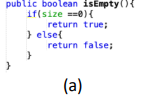 public boolean isEmpty(){
    if(size ==0){
        return true;
    } else{
        return false;
    }
}
(a)